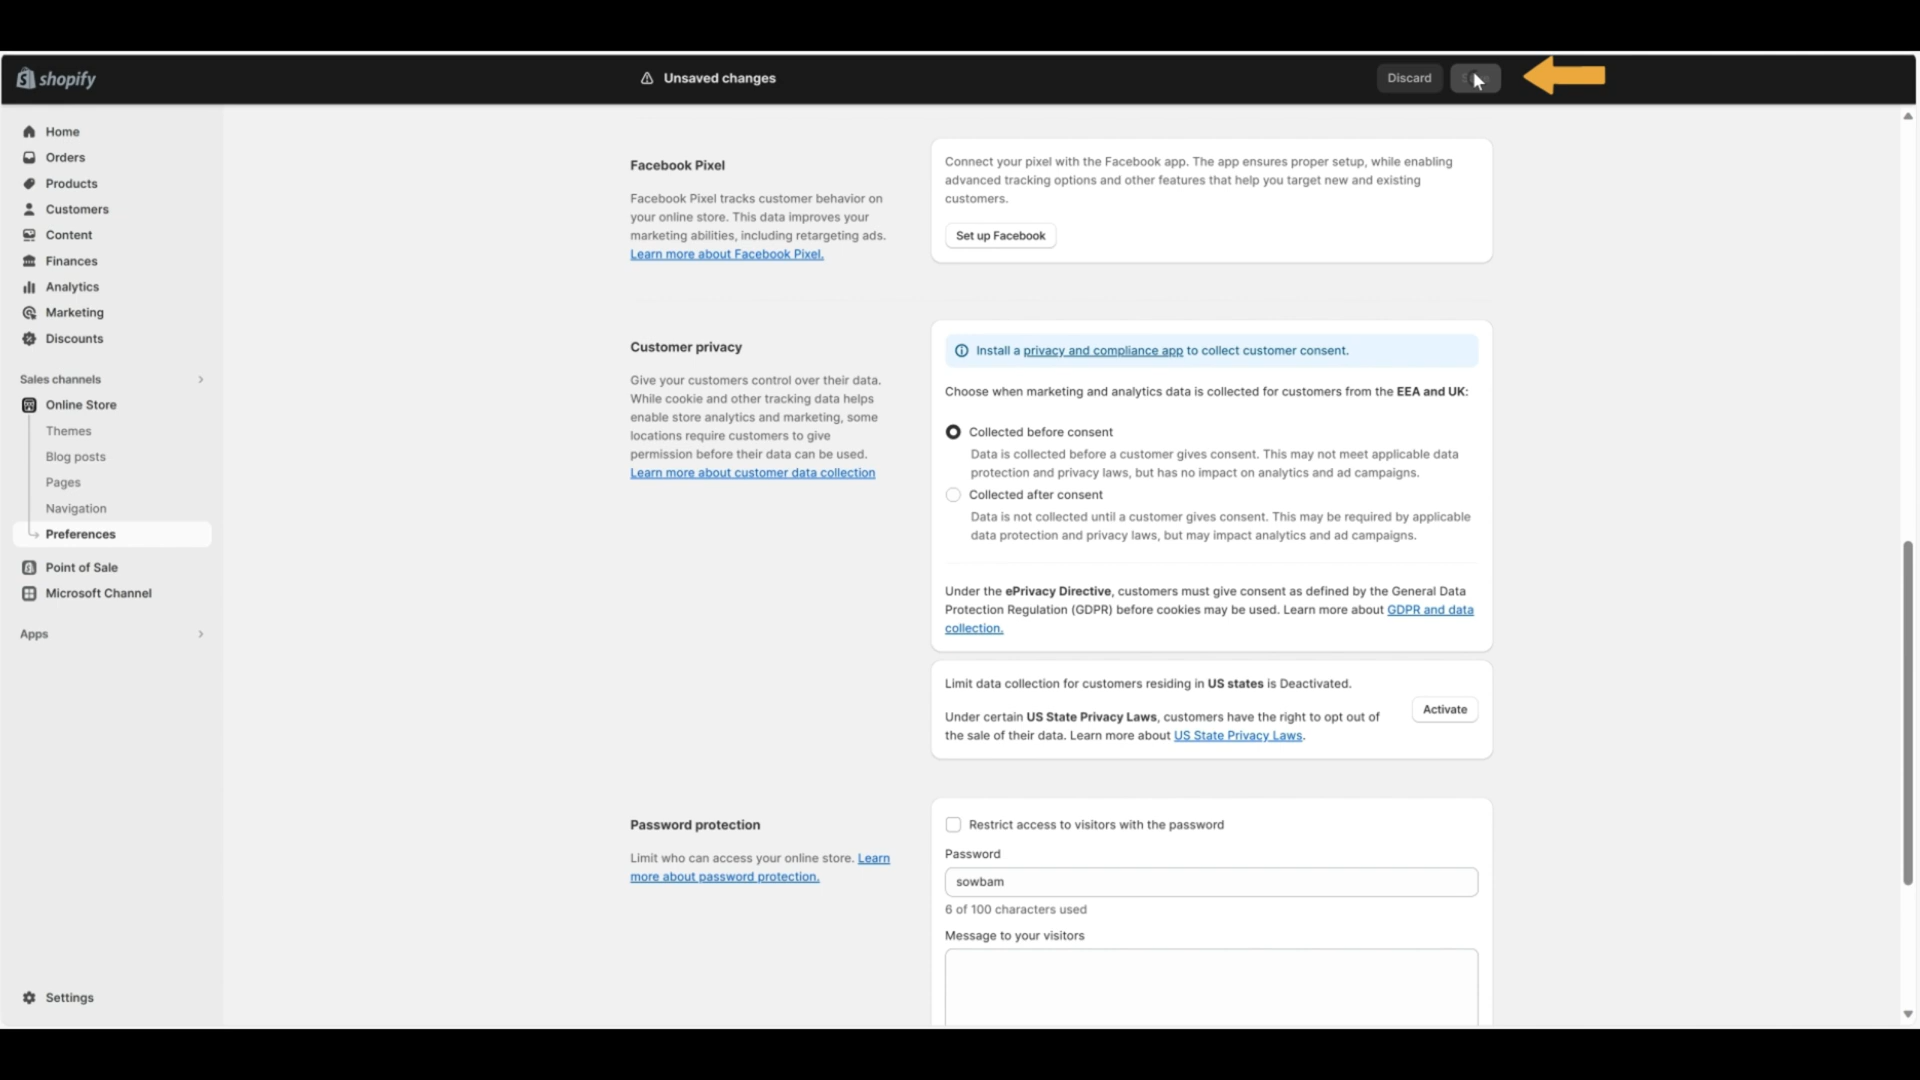 shopify
Unsaved changes
Discard
Home
Orders
Products
Customers
Content
Finances
Analytics
Marketing
Discounts
Sales channels
Online Store
Themes
Blog posts
Pages
Navigation
Preferences
Point of Sale
Microsoft Channel
Apps
Settings
Facebook Pixel
Facebook Pixel tracks customer behavior on
your online store. This data improves your
marketing abilities, including retargeting ads.
Learn more about Facebook Pixel.
Connect your pixel with the Facebook app. The app ensures proper setup, while enabling
advanced tracking options and other features that help you target new and existing
customers.
Set up Facebook
Customer privacy
Give your customers control over their data.
While cookie and other tracking data helps
enable store analytics and marketing, some
locations require customers to give
permission before their data can be used.
Learn more about customer data collection
Install a privacy and compliance app to collect customer consent.
Choose when marketing and analytics data is collected for customers from the EEA and UK:
Collected before consent
Data is collected before a customer gives consent. This may not meet applicable data
protection and privacy laws, but has no impact on analytics and ad campaigns.
Collected after consent
Data is not collected until a customer gives consent. This may be required by applicable
data protection and privacy laws, but may impact analytics and ad campaigns.
Under the ePrivacy Directive, customers must give consent as defined by the General Data
Protection Regulation (GDPR) before cookies may be used. Learn more about GDPR and data
collection.
Limit data collection for customers residing in US states is Deactivated.
Under certain US State Privacy Laws, customers have the right to opt out of
the sale of their data. Learn more about US State Privacy Laws.
Activate
Password protection
Limit who can access your online store. Learn
more about password protection.
Restrict access to visitors with the password
Password
sowbam
6 of 100 characters used
Message to your visitors